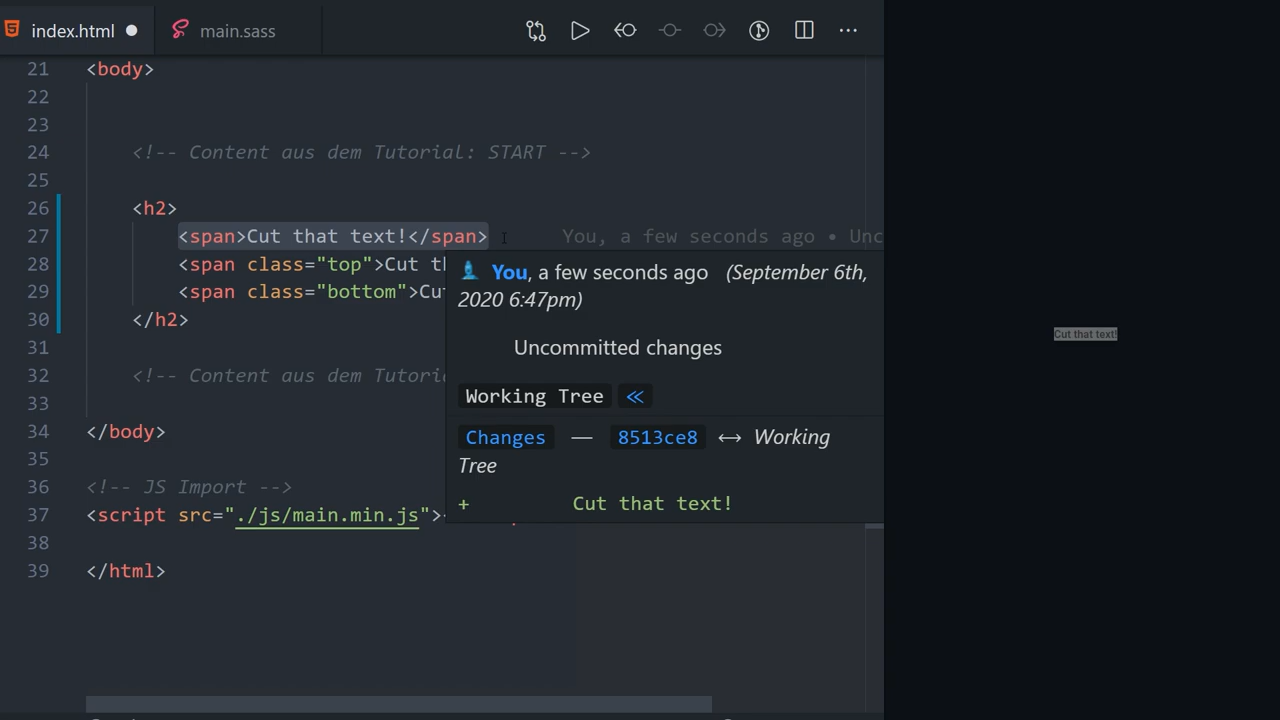 index.html
main.sass
21 <body>
22
23
24 <!-- Content aus dem Tutorial: START -->
25
26 <h2>
27 <span>Cut that text!</span> You, a few seconds ago • Unc
28 <span class="top">Cut th
29 <span class="bottom">Cu
30 </h2>
31
32 <!-- Content aus dem Tutori
33
34 </body>
35
36 <!-- JS Import -->
37 <script src="./js/main.min.js">
38
39 </html>
You, a few seconds ago (September 6th,
2020 6:47pm)
Uncommitted changes
Working Tree «
Changes — 8513ce8 ↔ Working
Tree
+ Cut that text!
Cut that text!